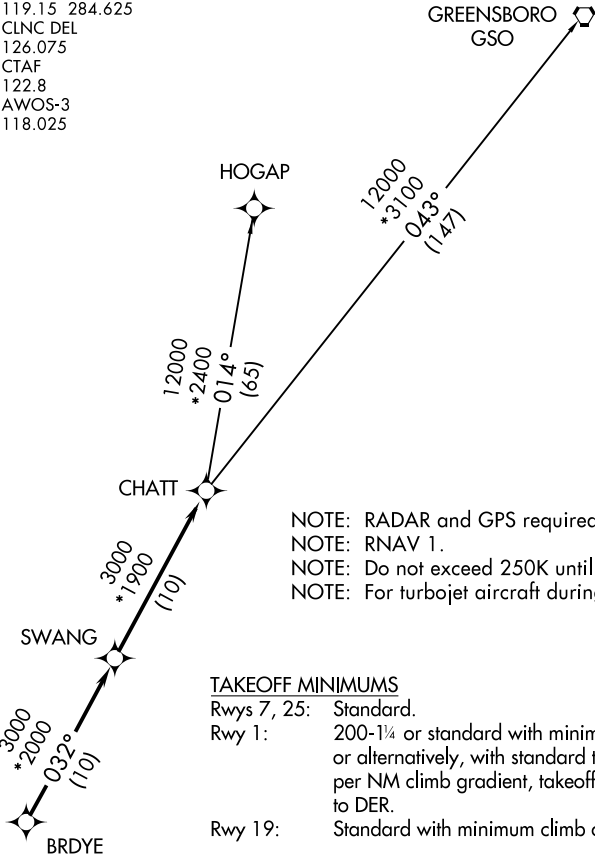 119.15 284.625
CLNC DEL
126.075
CTAF
122.8
AWOS-3
118.025
GREENSBORO
GSO
HOGAP
12000
*3100
043°
(147)
12000
*2400
014°
(65)
CHATT
NOTE: RADAR and GPS required
NOTE: RNAV 1.
NOTE: Do not exceed 250K until
NOTE: For turbojet aircraft during
3000
*1900
(10)
SWANG
TAKEOFF MINIMUMS
Rwys 7, 25: Standard.
Rwy 1: 200-1¼ or standard with minim
or alternatively, with standard t
per NM climb gradient, takeoff
to DER.
Rwy 19: Standard with minimum climb
3000
*2000
032°
(10)
BRDYE